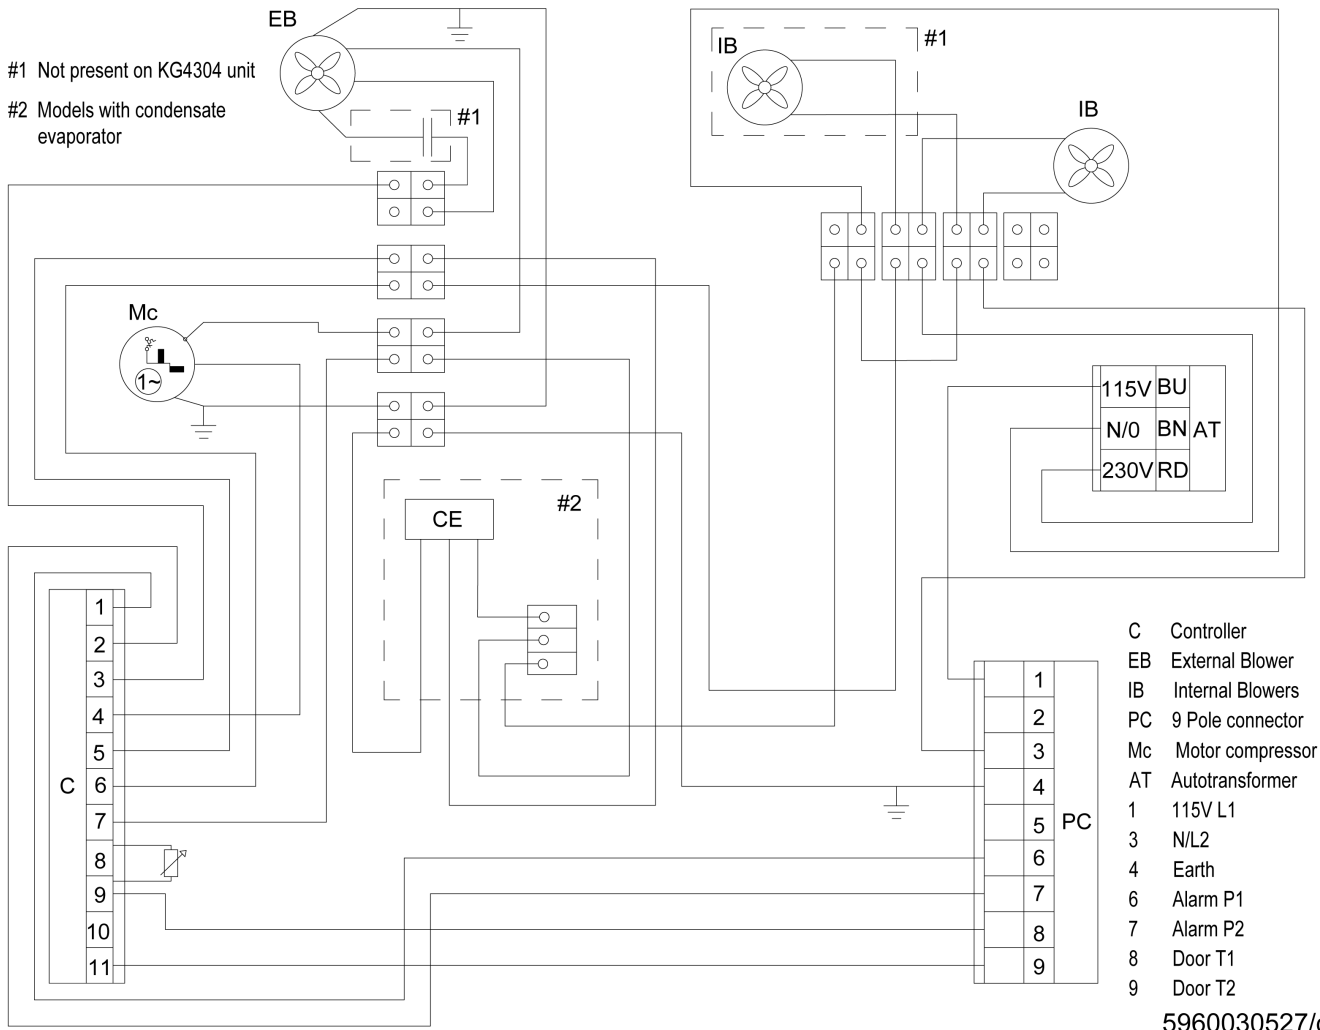 EB
#1 Not present on KG4304 unit
#2 Models with condensate
evaporator
#1
IB
#1
IB
Mc
1~
115V BU
N/0 BN AT
230V RD
#2
CE
C
1
2
3
4
5
6
7
8
9
10
11
1
2
3
4
5
6
7
8
9
PC
C Controller
EB External Blower
IB Internal Blowers
PC 9 Pole connector
Mc Motor compressor
AT Autotransformer
1 115V L1
3 N/L2
4 Earth
6 Alarm P1
7 Alarm P2
8 Door T1
9 Door T2